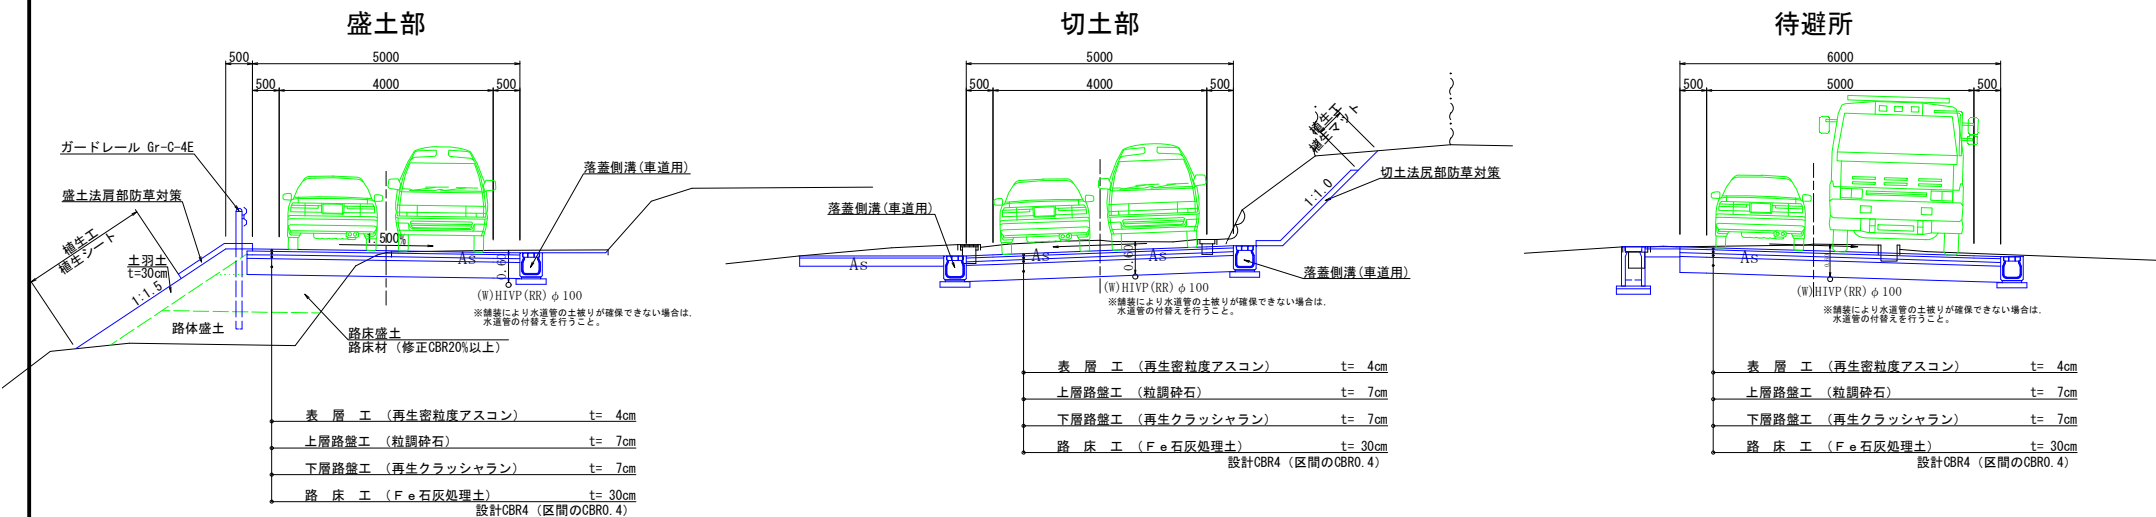 盛土部
500
5000
500
4000
500
ガードレール Gr-C-4E
盛土法肩部防草対策
植生工
植生シート
土羽土
t=30cm
1:1.5
路体盛土
1.500%
As
0.60
落蓋側溝(車道用)
(W)HIVP(RR)φ100
※舗装により水道管の土被りが確保できない場合は、
水道管の付替えを行うこと。
路床盛土
路床材 (修正CBR20%以上)
表 層 工 (再生密粒度アスコン) t= 4cm
上層路盤工 (粒調砕石) t= 7cm
下層路盤工 (再生クラッシャラン) t= 7cm
路 床 工 (Fe石灰処理土) t= 30cm
設計CBR4 (区間のCBR0.4)
切土部
5000
500
4000
500
植生工
植生マット
1:1.0
切土法尻部防草対策
落蓋側溝(車道用)
As
As
As
0.60
落蓋側溝(車道用)
(W)HIVP(RR)φ100
※舗装により水道管の土被りが確保できない場合は、
水道管の付替えを行うこと。
表 層 工 (再生密粒度アスコン) t= 4cm
上層路盤工 (粒調砕石) t= 7cm
下層路盤工 (再生クラッシャラン) t= 7cm
路 床 工 (Fe石灰処理土) t= 30cm
設計CBR4 (区間のCBR0.4)
待避所
6000
500
5000
500
As
(W)HIVP(RR)φ100
※舗装により水道管の土被りが確保できない場合は、
水道管の付替えを行うこと。
表 層 工 (再生密粒度アスコン) t= 4cm
上層路盤工 (粒調砕石) t= 7cm
下層路盤工 (再生クラッシャラン) t= 7cm
路 床 工 (Fe石灰処理土) t= 30cm
設計CBR4 (区間のCBR0.4)